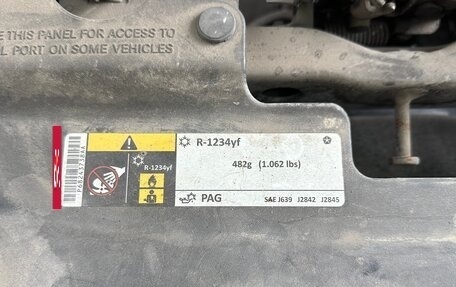 E THIS PANEL FOR ACCESS TO
L PORT ON SOME VEHICLES
R-1234yf
R-1234yf
482g (1.062 lbs)
PAG
SAE J639 J2842 J2845